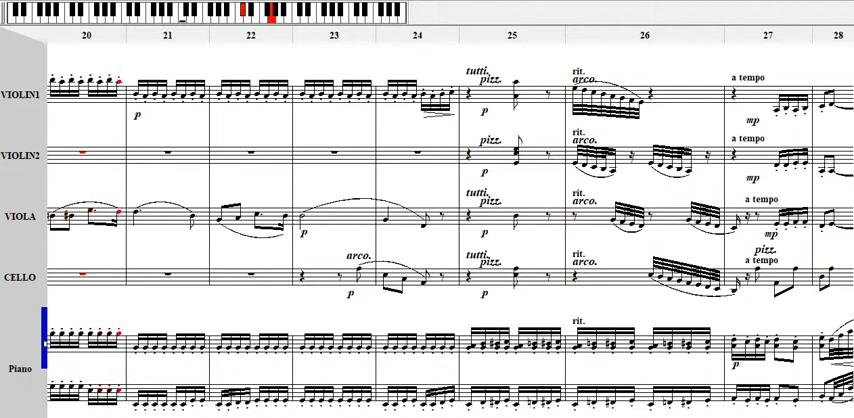 20 21 22 23 24 25 26 27 28
tutti. rit. a tempo
pizz. arco.
VIOLIN1
p p mp
rit. a tempo
pizz. arco.
VIOLIN2
p mp
tutti. rit. a tempo
pizz. arco.
VIOLA
p p mp
pizz.
arco. tutti. rit. a tempo
pizz. arco.
CELLO
p p
rit.
p
Piano